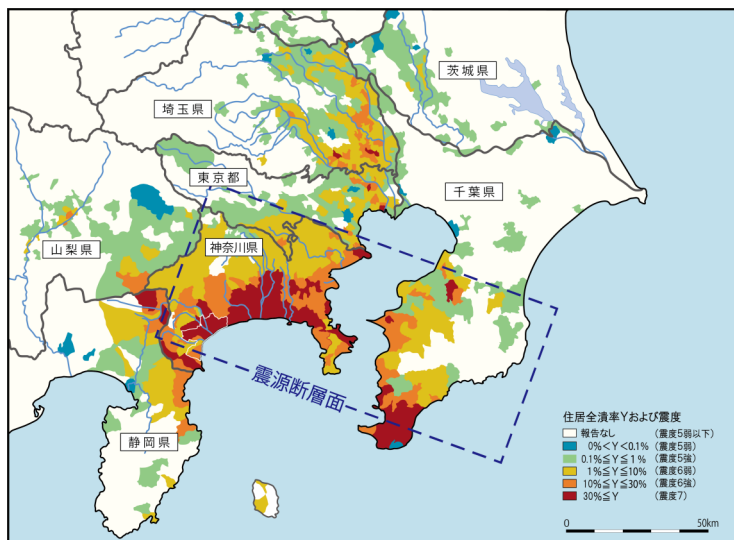 茨城県
埼玉県
東京都
千葉県
神奈川県
山梨県
震源断層面
静岡県
住居全潰率Yおよび震度
報告なし (震度5弱以下)
0%<Y<0.1% (震度5弱)
0.1%≦Y≦1% (震度5強)
1%≦Y≦10% (震度6弱)
10%≦Y≦30% (震度6強)
30%≦Y (震度7)
0 50km